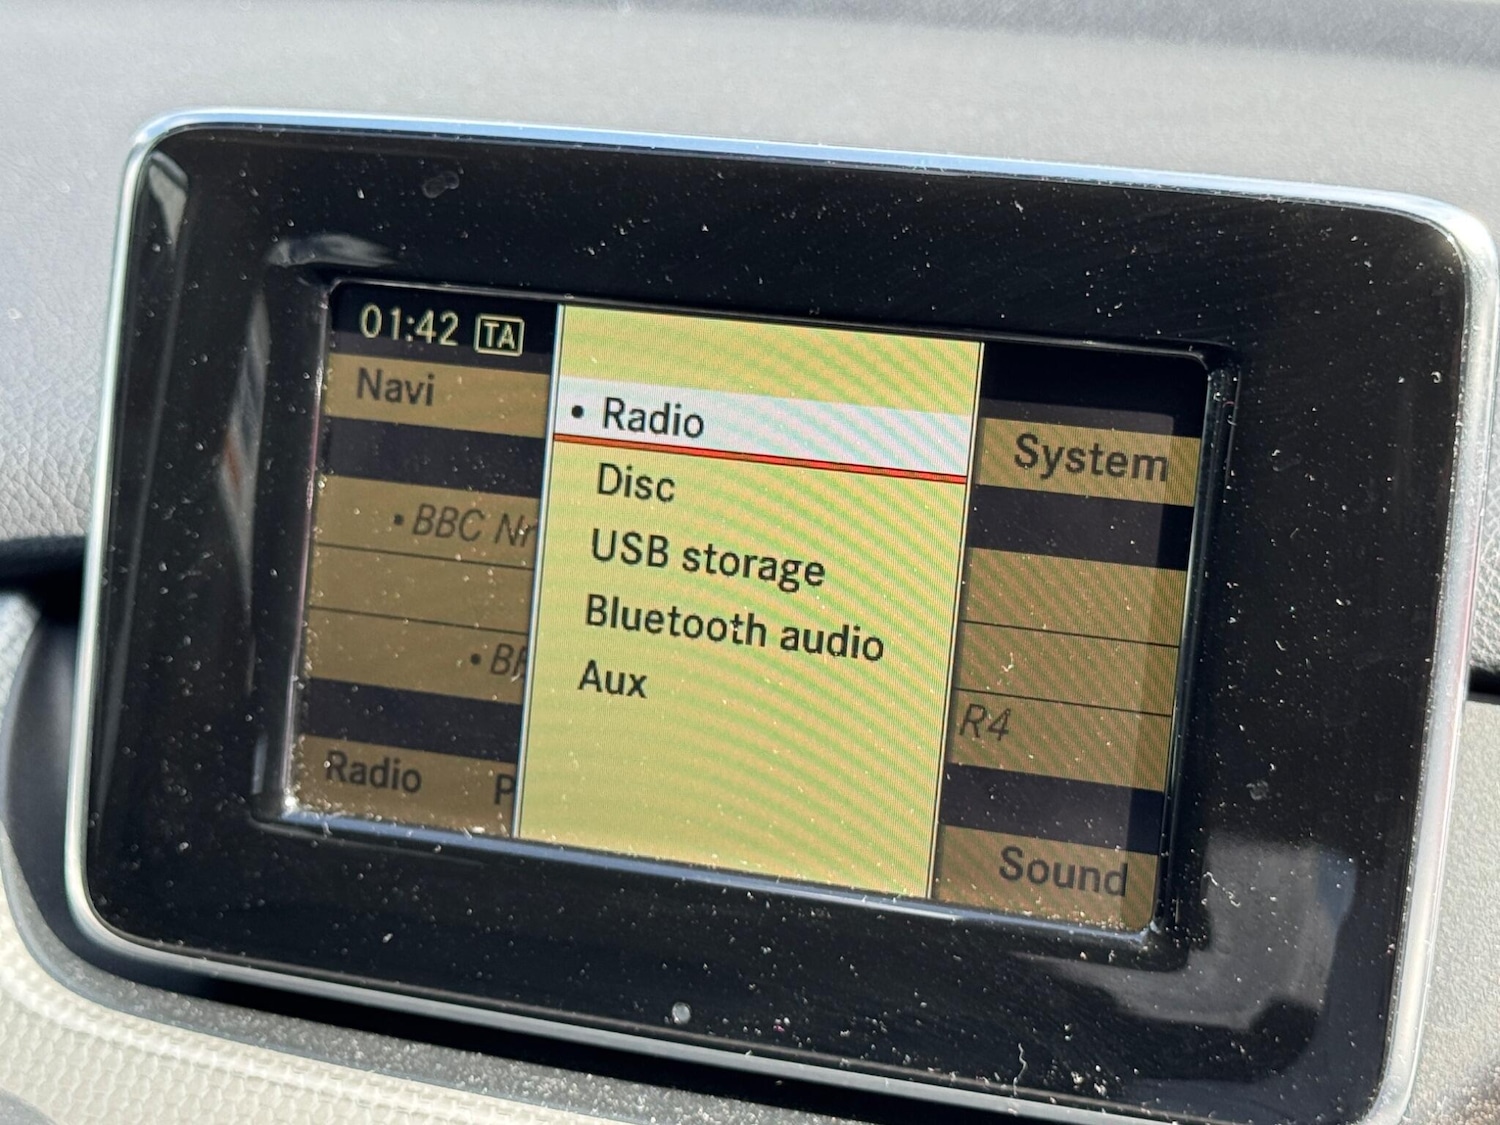 01:42 TA
Navi
• Radio
System
Disc
• BBC
USB storage
Bluetooth audio
Aux
R4
Radio
Sound